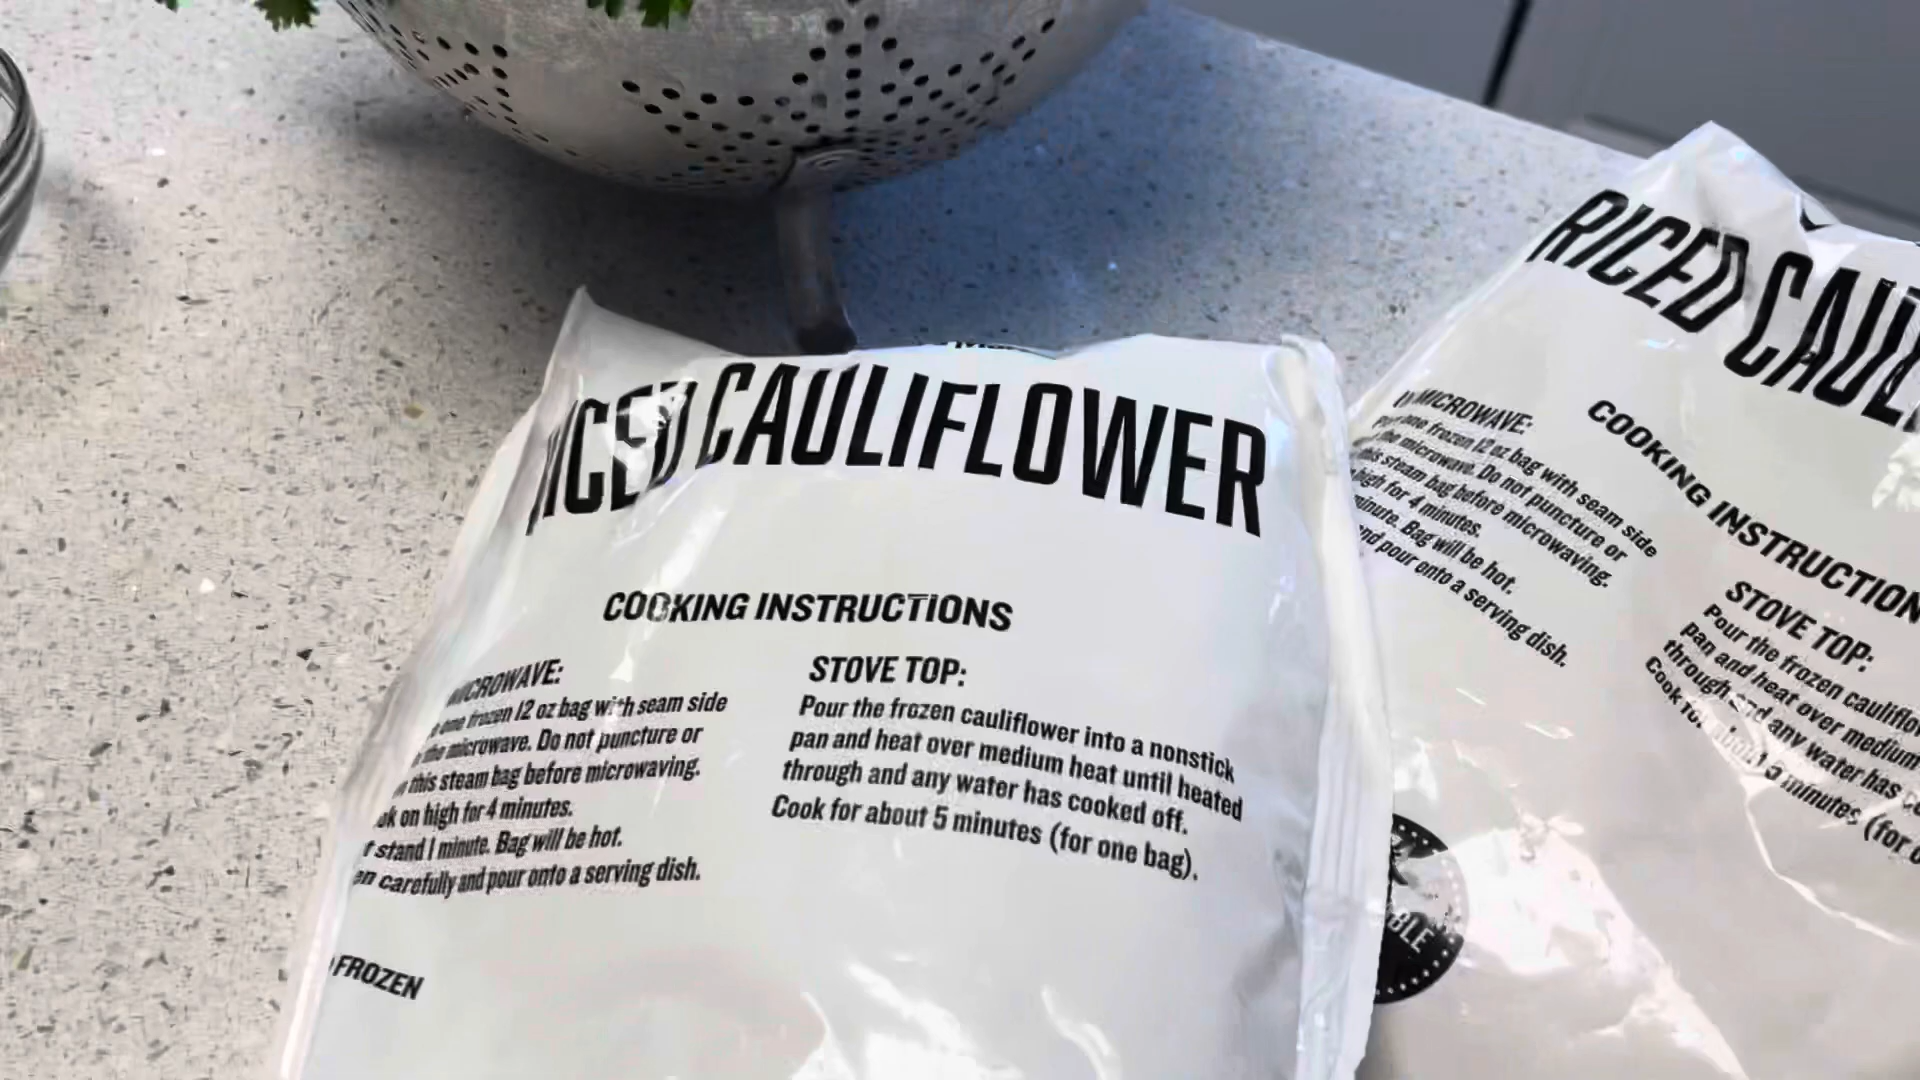 RICED CAULIFLOWER
COOKING INSTRUCTIONS
MICROWAVE:
one frozen 12 oz bag with seam side
the microwave. Do not puncture or
this steam bag before microwaving.
on high for 4 minutes.
stand 1 minute. Bag will be hot.
carefully and pour onto a serving dish.
STOVE TOP:
Pour the frozen cauliflower into a nonstick
pan and heat over medium heat until heated
through and any water has cooked off.
Cook for about 5 minutes (for one bag).
FROZEN
RICED CAUL
MICROWAVE:
one frozen 12 oz bag with seam side
the microwave. Do not puncture or
this steam bag before microwaving.
high for 4 minutes.
minute. Bag will be hot.
and pour onto a serving dish.
COOKING INSTRUCTION
STOVE TOP:
Pour the frozen cauliflow
pan and heat over medium
through and any water has
Cook for about 5 minutes (for